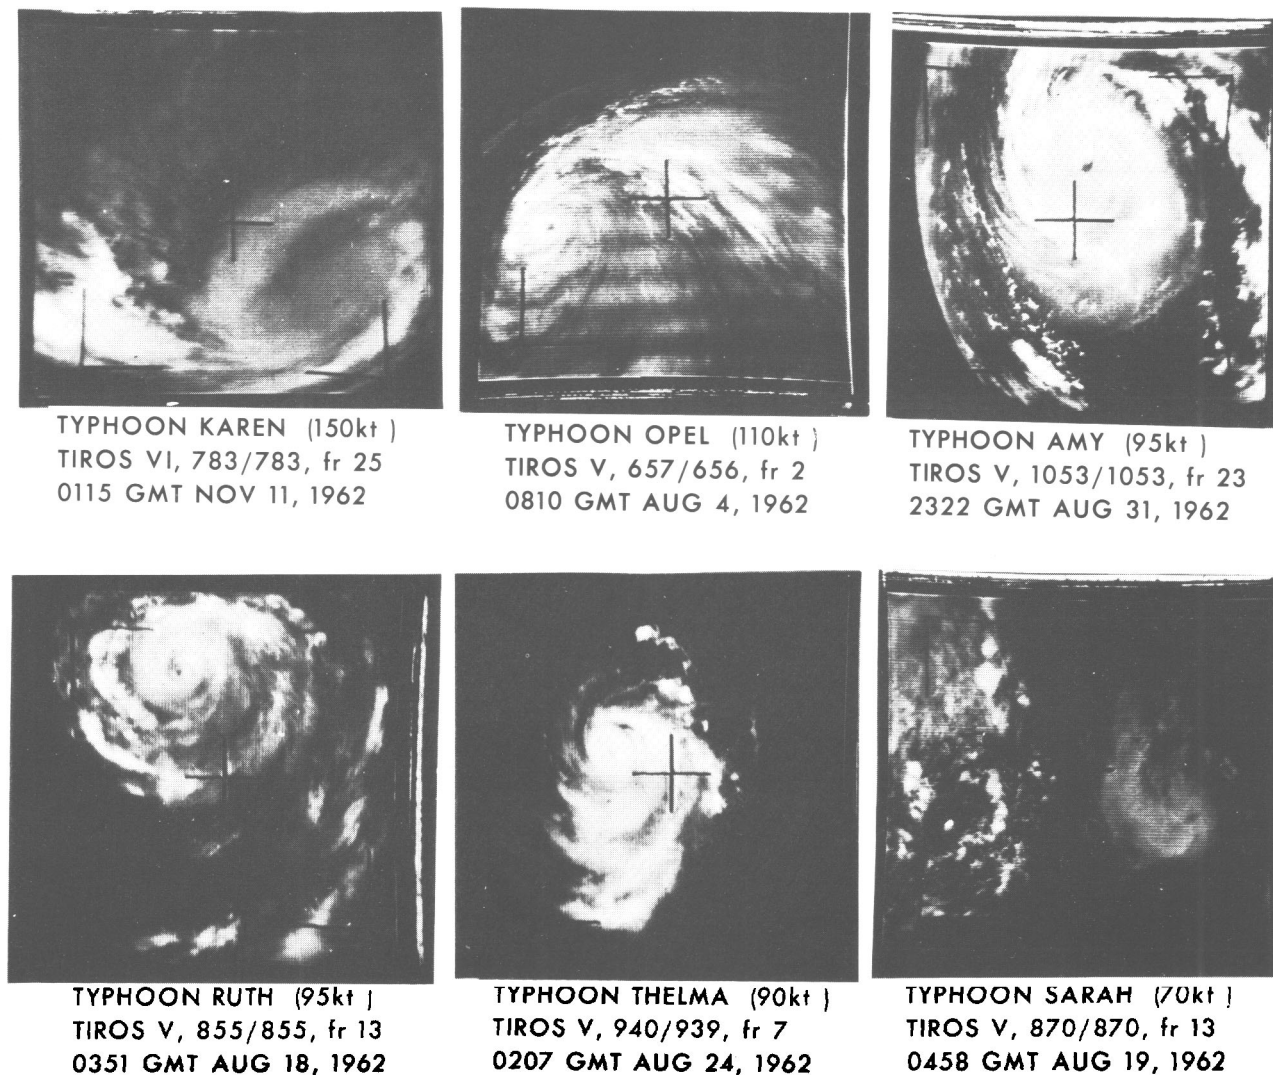 TYPHOON KAREN (150kt )
TIROS VI, 783/783, fr 25
0115 GMT NOV 11, 1962
TYPHOON OPEL (110kt )
TIROS V, 657/656, fr 2
0810 GMT AUG 4, 1962
TYPHOON AMY (95kt )
TIROS V, 1053/1053, fr 23
2322 GMT AUG 31, 1962
TYPHOON RUTH (95kt )
TIROS V, 855/855, fr 13
0351 GMT AUG 18, 1962
TYPHOON THELMA (90kt )
TIROS V, 940/939, fr 7
0207 GMT AUG 24, 1962
TYPHOON SARAH (70kt )
TIROS V, 870/870, fr 13
0458 GMT AUG 19, 1962